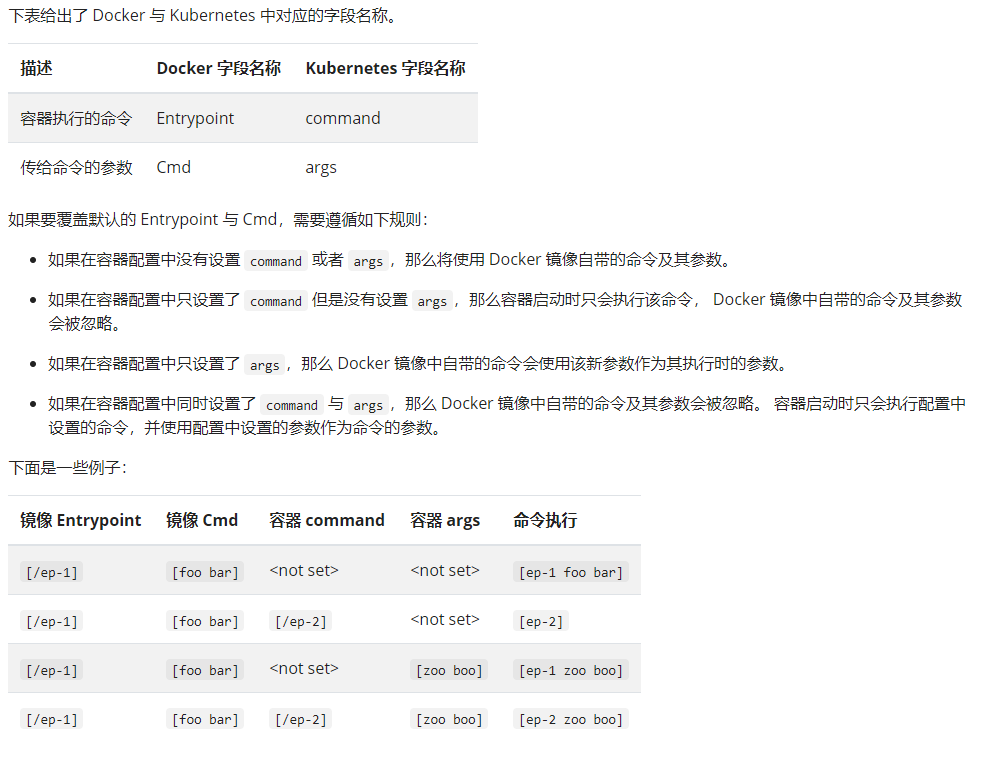 下表给出了 Docker 与 Kubernetes 中对应的字段名称。
描述 Docker 字段名称 Kubernetes 字段名称
容器执行的命令 Entrypoint command
传给命令的参数 Cmd args
如果要覆盖默认的 Entrypoint 与 Cmd，需要遵循如下规则：
• 如果在容器配置中没有设置 command 或者 args，那么将使用 Docker 镜像自带的命令及其参数。
• 如果在容器配置中只设置了 command 但是没有设置 args，那么容器启动时只会执行该命令， Docker 镜像中自带的命令及其参数
会被忽略。
• 如果在容器配置中只设置了 args，那么 Docker 镜像中自带的命令会使用该新参数作为其执行时的参数。
• 如果在容器配置中同时设置了 command 与 args，那么 Docker 镜像中自带的命令及其参数会被忽略。 容器启动时只会执行配置中
设置的命令，并使用配置中设置的参数作为命令的参数。
下面是一些例子：
镜像 Entrypoint 镜像 Cmd 容器 command 容器 args 命令执行
[/ep-1] [foo bar] <not set> <not set> [ep-1 foo bar]
[/ep-1] [foo bar] [/ep-2] <not set> [ep-2]
[/ep-1] [foo bar] <not set> [zoo boo] [ep-1 zoo boo]
[/ep-1] [foo bar] [/ep-2] [zoo boo] [ep-2 zoo boo]